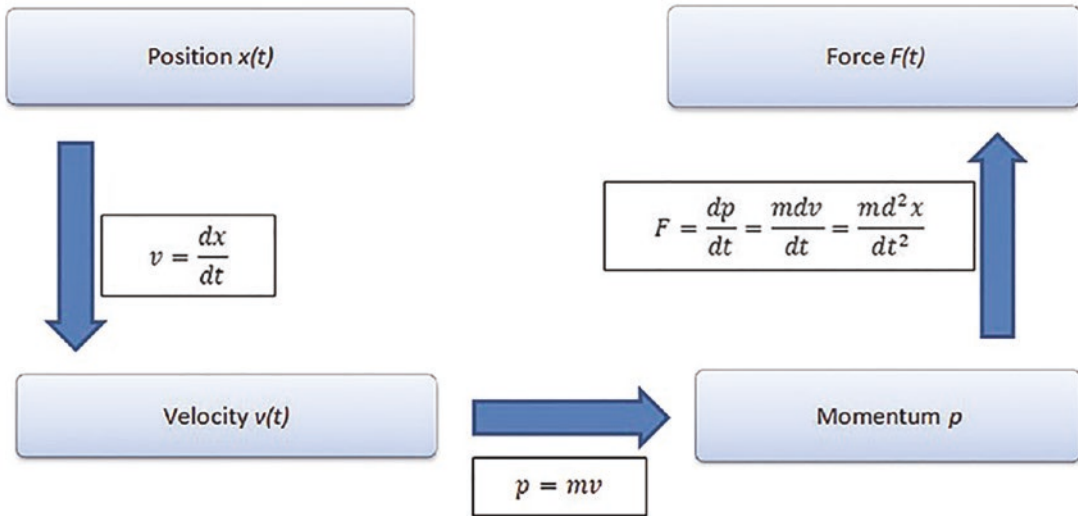 Position x(t)
Force F(t)
v = dx/dt
F = dp/dt = mdv/dt = md²x/dt²
Velocity v(t)
Momentum p
p = mv